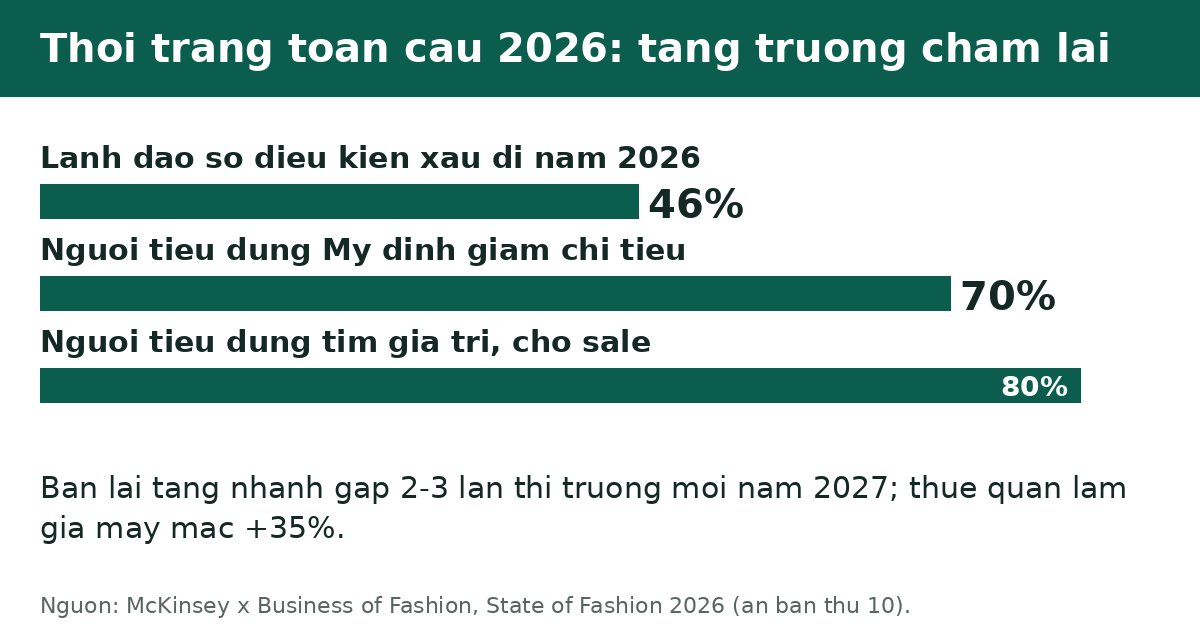 Thoi trang toan cau 2026: tang truong cham lai
Lanh dao so dieu kien xau di nam 2026
46%
Nguoi tieu dung My dinh giam chi tieu
70%
Nguoi tieu dung tim gia tri, cho sale
80%
Ban lai tang nhanh gap 2-3 lan thi truong moi nam 2027; thue quan lam
gia may mac +35%.
Nguon: McKinsey x Business of Fashion, State of Fashion 2026 (an ban thu 10).